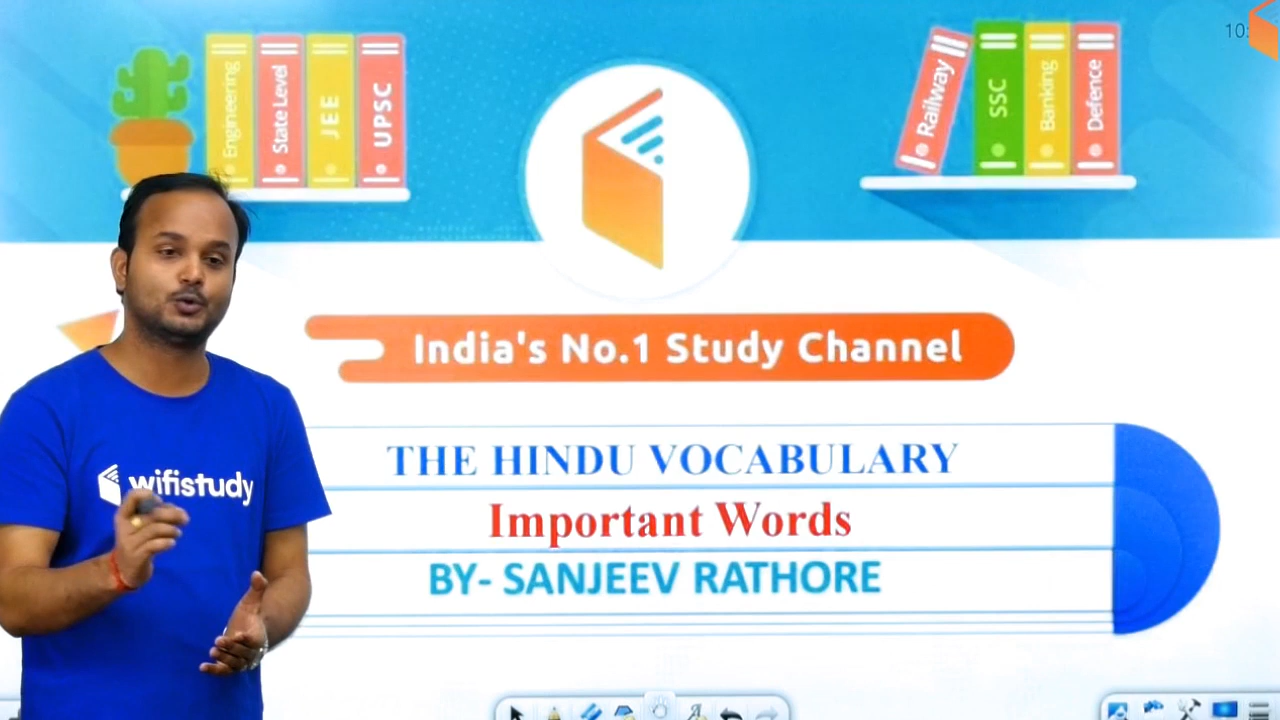 Engineering
State Level
JEE
UPSC
Railway
SSC
Banking
Defence
10:
India's No.1 Study Channel
wifistudy
THE HINDU VOCABULARY
Important Words
BY- SANJEEV RATHORE